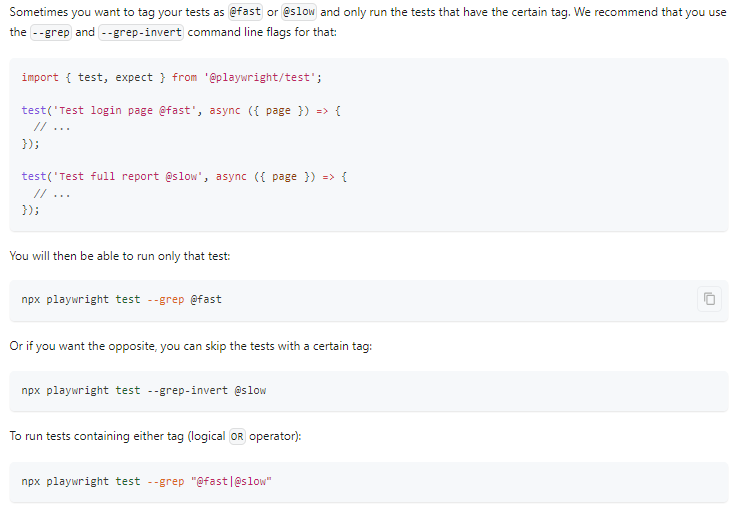 Sometimes you want to tag your tests as @fast or @slow and only run the tests that have the certain tag. We recommend that you use
the --grep and --grep-invert command line flags for that:
import { test, expect } from '@playwright/test';
test('Test login page @fast', async ({ page }) => {
// ...
});
test('Test full report @slow', async ({ page }) => {
// ...
});
You will then be able to run only that test:
npx playwright test --grep @fast
Or if you want the opposite, you can skip the tests with a certain tag:
npx playwright test --grep-invert @slow
To run tests containing either tag (logical OR operator):
npx playwright test --grep "@fast|@slow"